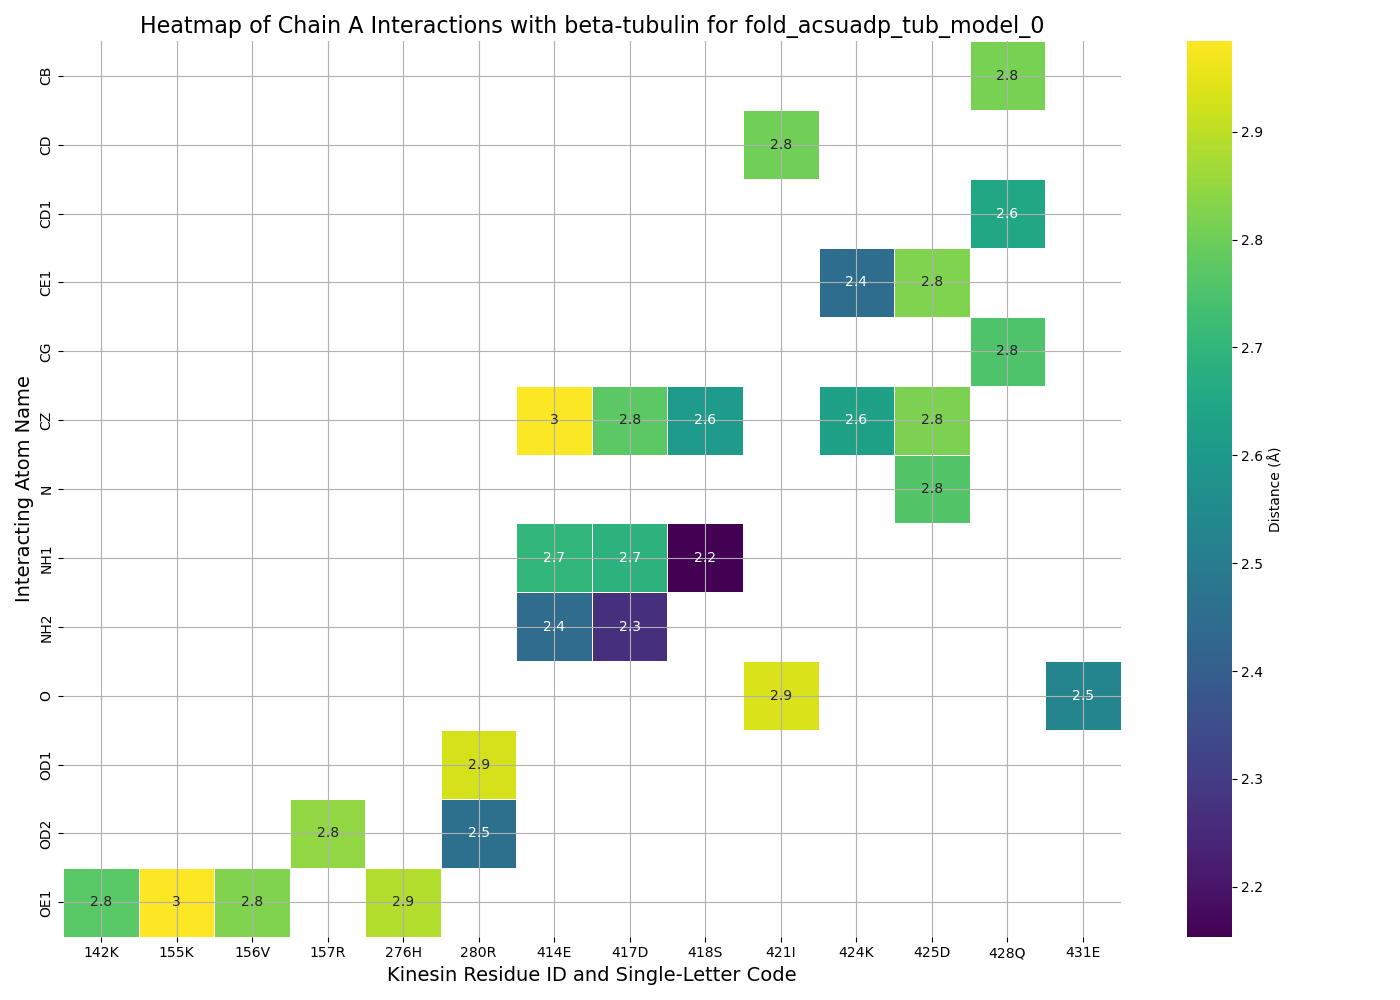 Heatmap of Chain A Interactions with beta-tubulin for fold_acsuadp_tub_model_0
Interacting Atom Name
CB
2.8
CD
2.8
CD1
2.6
CE1
2.4 2.8
CG
2.8
CZ
3 2.8 2.6 2.6 2.8
N
2.8
NH1
2.7 2.7 2.2
NH2
2.4 2.3
O
2.9 2.5
OD1
2.9
OD2
2.8 2.5
OE1
2.8 3 2.8 2.9
142K 155K 156V 157R 276H 280R 414E 417D 418S 421I 424K 425D 428Q 431E
Kinesin Residue ID and Single-Letter Code
2.9
2.8
2.7
2.6
2.5
2.4
2.3
2.2
Distance (Å)